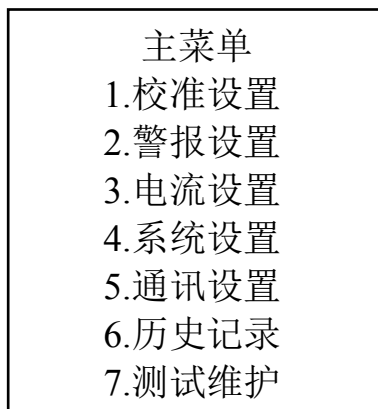 主菜单
1.校准设置
2.警报设置
3.电流设置
4.系统设置
5.通讯设置
6.历史记录
7.测试维护